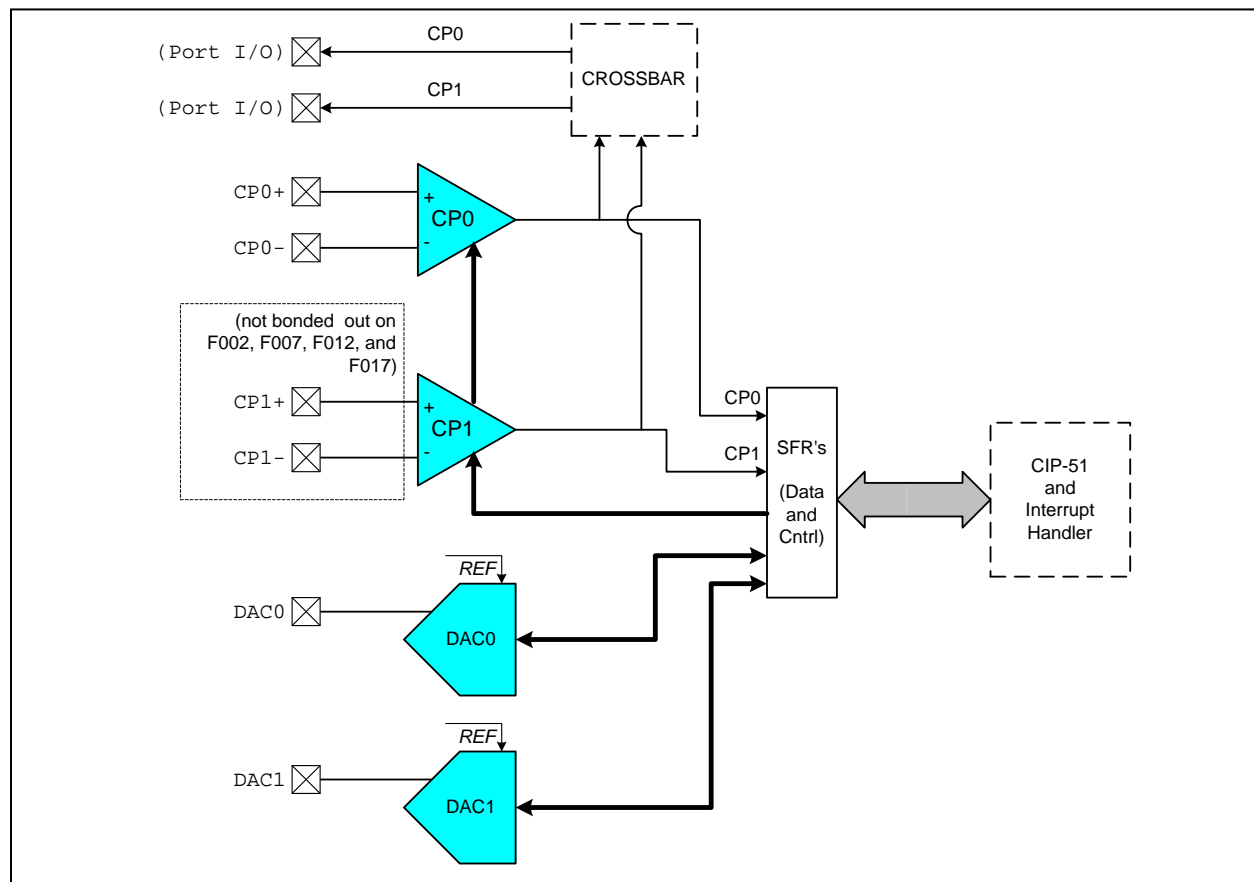 (Port I/O)
CP0
CROSSBAR
(Port I/O)
CP1
CP0+
+
CP0
CP0-
-
(not bonded out on
F002, F007, F012, and
F017)
CP1+
+
CP1
CP1-
-
CP0
CP1
SFR's
(Data
and
Cntrl)
CIP-51
and
Interrupt
Handler
REF
DAC0
DAC0
REF
DAC1
DAC1